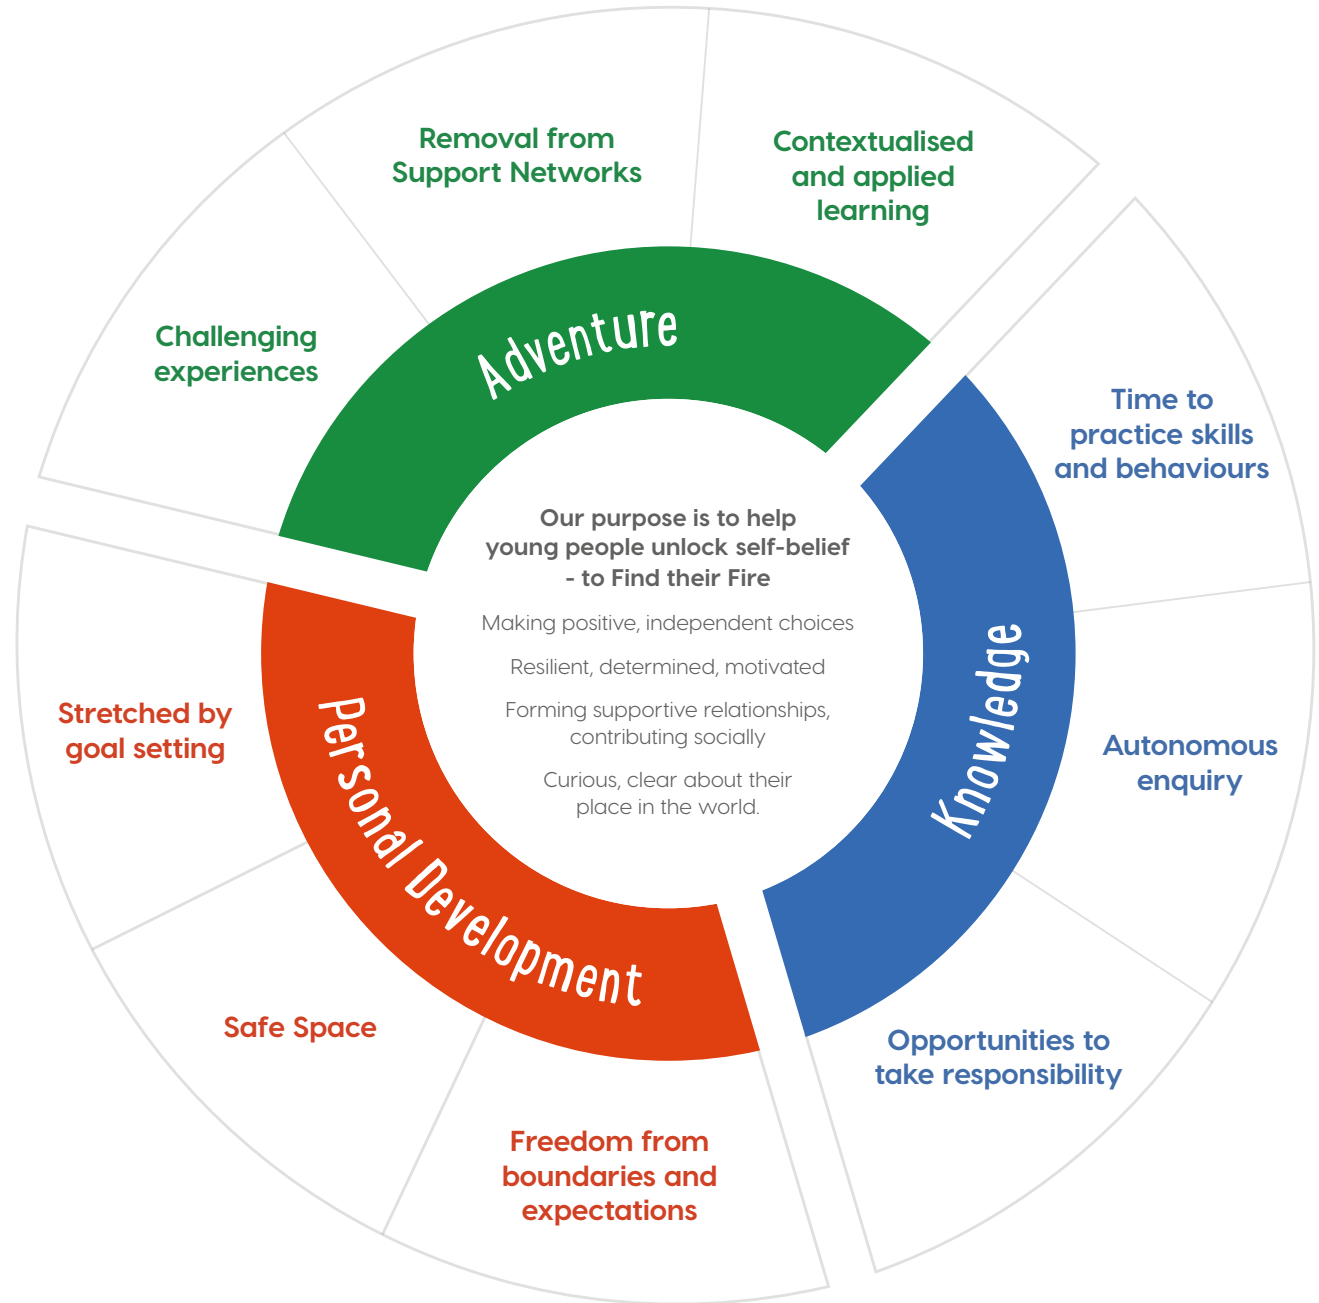 Removal from
Support Networks
Contextualised
and applied
learning
Challenging
experiences
Adventure
Time to
practice skills
and behaviours
Autonomous
enquiry
Opportunities to
take responsibility
Knowledge
Our purpose is to help
young people unlock self-belief
- to Find their Fire
Making positive, independent choices
Resilient, determined, motivated
Forming supportive relationships,
contributing socially
Curious, clear about their
place in the world.
Personal Development
Stretched by
goal setting
Safe Space
Freedom from
boundaries and
expectations